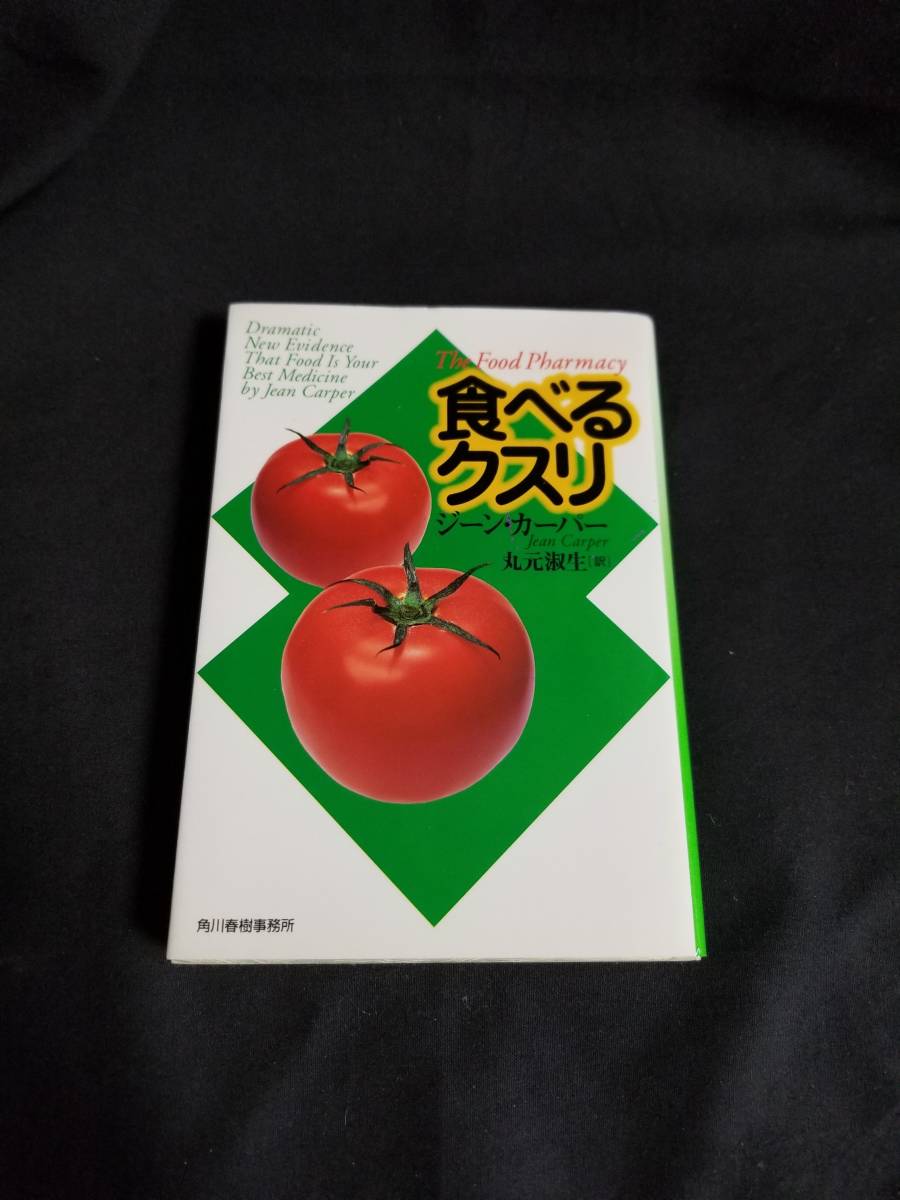 Dramatic
New Evidence
That Food Is Your
Best Medicine
by Jean Carper
The Food Pharmacy
食べる
クスリ
ジーン・カーパー
Jean Carper
丸元淑生[訳]
角川春樹事務所